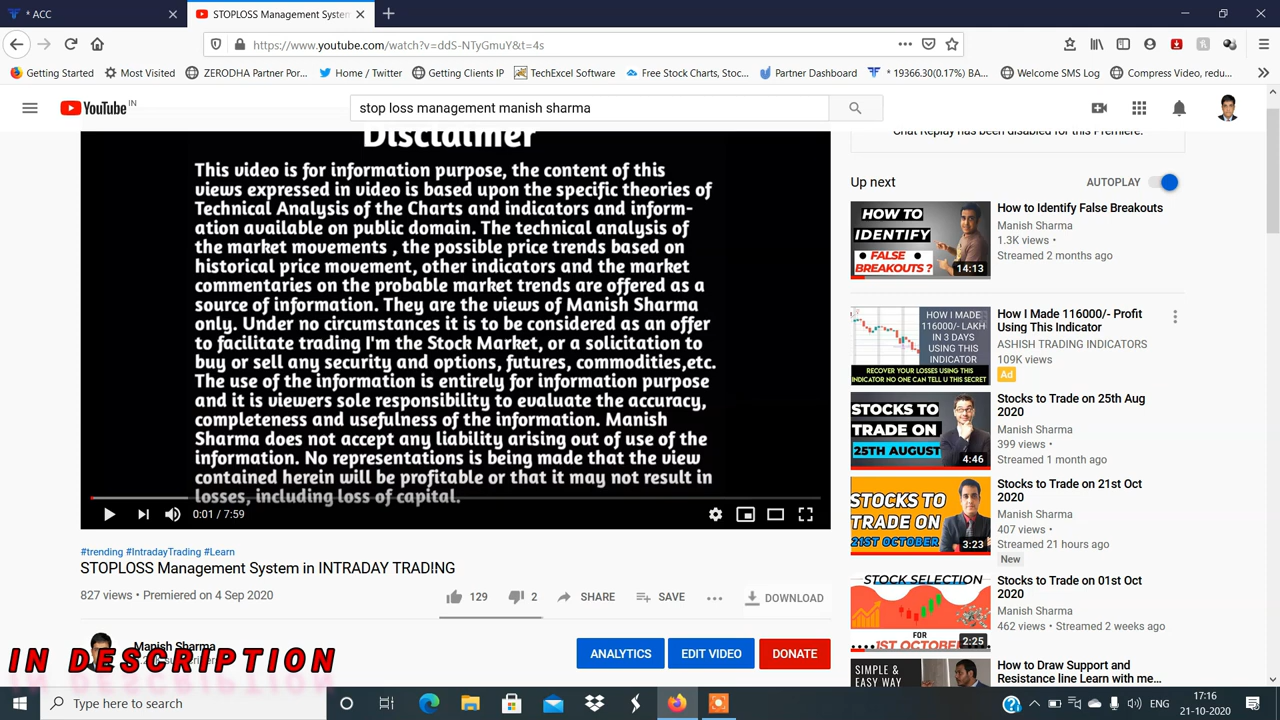 * ACC
STOPLOSS Management System
https://www.youtube.com/watch?v=ddS-NTyGmuY&t=4s
Getting Started
Most Visited
ZERODHA Partner Por...
Home / Twitter
Getting Clients IP
TechExcel Software
Free Stock Charts, Stoc...
Partner Dashboard
* 19366.30(0.17%) BA...
Welcome SMS Log
Compress Video, redu...
YouTube IN
stop loss management manish sharma
Disclaimer
This video is for information purpose, the content of this
views expressed in video is based upon the specific theories of
Technical Analysis of the Charts and indicators and inform-
ation available on public domain. The technical analysis of
the market movements , the possible price trends based on
historical price movement, other indicators and the market
commentaries on the probable market trends are offered as a
source of information. They are the views of Manish Sharma
only. Under no circumstances it is to be considered as an offer
to facilitate trading I'm the Stock Market, or a solicitation to
buy or sell any security and options, futures, commodities,etc.
The use of the information is entirely for information purpose
and it is viewers sole responsibility to evaluate the accuracy,
completeness and usefulness of the information. Manish
Sharma does not accept any liability arising out of use of the
information. No representations is being made that the view
contained herein will be profitable or that it may not result in
losses, including loss of capital.
0:01 / 7:59
#trending #IntradayTrading #Learn
STOPLOSS Management System in INTRADAY TRADING
827 views • Premiered on 4 Sep 2020
129
2
SHARE
SAVE
DOWNLOAD
Manish Sharma
IN DESCRIPTION
ANALYTICS
EDIT VIDEO
DONATE
Chat Replay has been disabled for this Premiere.
Up next
AUTOPLAY
HOW TO
IDENTIFY
FALSE
BREAKOUTS ?
14:13
How to Identify False Breakouts
Manish Sharma
1.3K views •
Streamed 2 months ago
HOW I MADE
116000/- LAKH
IN 3 DAYS
USING THIS
INDICATOR
RECOVER YOUR LOSSES USING THIS
INDICATOR NO ONE CAN TELL U THIS SECRET
How I Made 116000/- Profit
Using This Indicator
ASHISH TRADING INDICATORS
109K views
Ad
STOCKS TO
TRADE ON
25TH AUGUST
4:46
Stocks to Trade on 25th Aug
2020
Manish Sharma
399 views •
Streamed 1 month ago
STOCKS TO
TRADE ON
21ST OCTOBER
3:23
Stocks to Trade on 21st Oct
2020
Manish Sharma
407 views •
Streamed 21 hours ago
New
STOCK SELECTION
FOR
1ST OCTOBER
2:25
Stocks to Trade on 01st Oct
2020
Manish Sharma
462 views • Streamed 2 weeks ago
SIMPLE &
EASY WAY
How to Draw Support and
Resistance line Learn with me...
Type here to search
ENG
17:16
21-10-2020